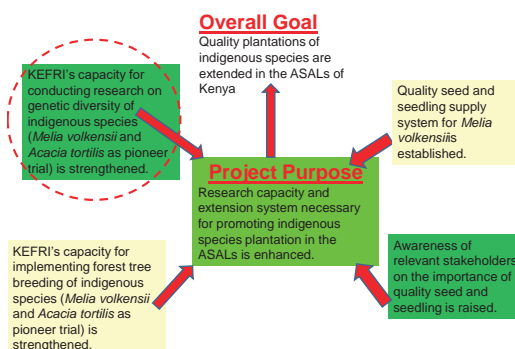 Overall Goal
Quality plantations of
indigenous species are
extended in the ASALs of
Kenya
KEFRI's capacity for
conducting research on
genetic diversity of
indigenous species
(Melia volkensii and
Acacia tortilis as pioneer
trial) is strengthened.
Quality seed and
seedling supply
system for Melia
volkensiiis
established.
Project Purpose
Research capacity and
extension system necessary
for promoting indigenous
species plantation in the
ASALs is enhanced.
KEFRI's capacity for
implementing forest tree
breeding of indigenous
species (Melia volkensii
and Acacia tortilis as
pioneer trial) is
strengthened.
Awareness of
relevant stakeholders
on the importance of
quality seed and
seedling is raised.